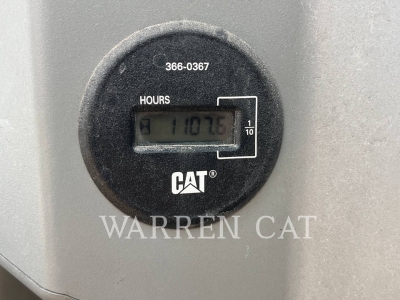 366-0367
HOURS
1107.6
1/10
CAT®
WARREN CAT